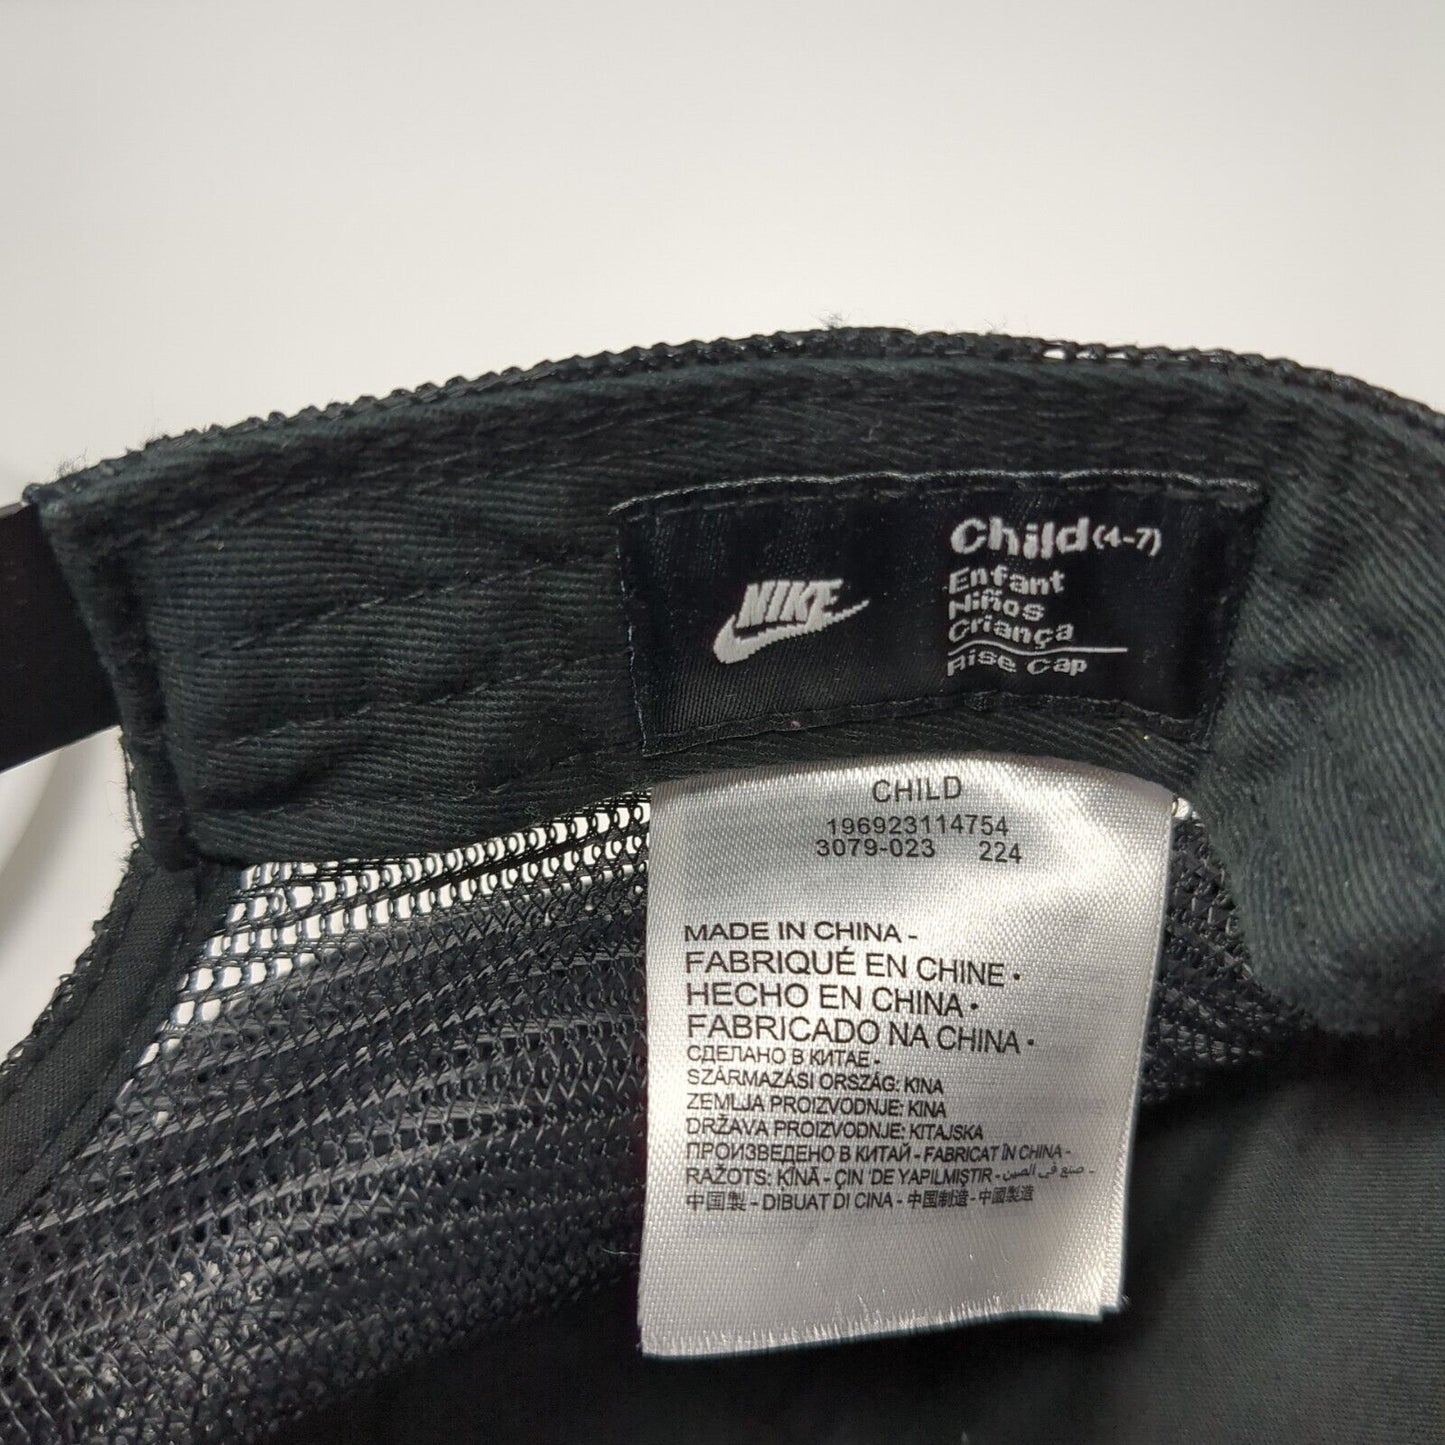 NIKE
Child (4-7)
Enfant
Niños
Criança
Rise Cap
CHILD
196923114754
3079-023 224
MADE IN CHINA -
FABRIQUÉ EN CHINE •
HECHO EN CHINA •
FABRICADO NA CHINA •
СДЕЛАНО В КИТАЕ -
SZÁRMAZÁSI ORSZÁG: KINA
ZEMLJA PROIZVODNJE: KINA
DRŽAVA PROIZVODNJE: KITAJSKA
ПРОИЗВЕДЕНО В КИТАЙ - FABRICAT ÎN CHINA -
RAŽOTS: ĶĪNĀ - ÇIN 'DE YAPILMIŞTIR - صنع في الصين -
中国製 - DIBUAT DI CINA - 中国制造 - 中國製造